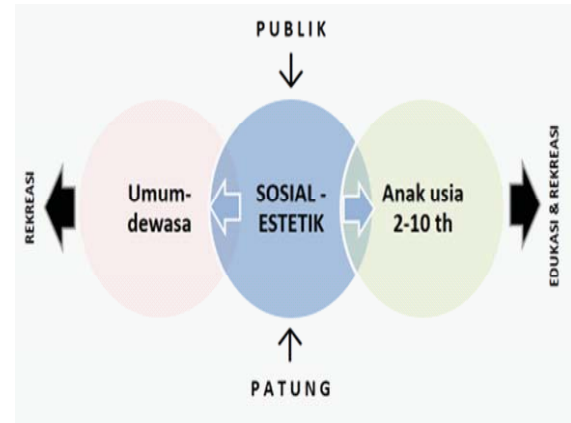 PUBLIK
REKREASI
Umum-
dewasa
SOSIAL -
ESTETIK
Anak usia
2-10 th
EDUKASI & REKREASI
PATUNG